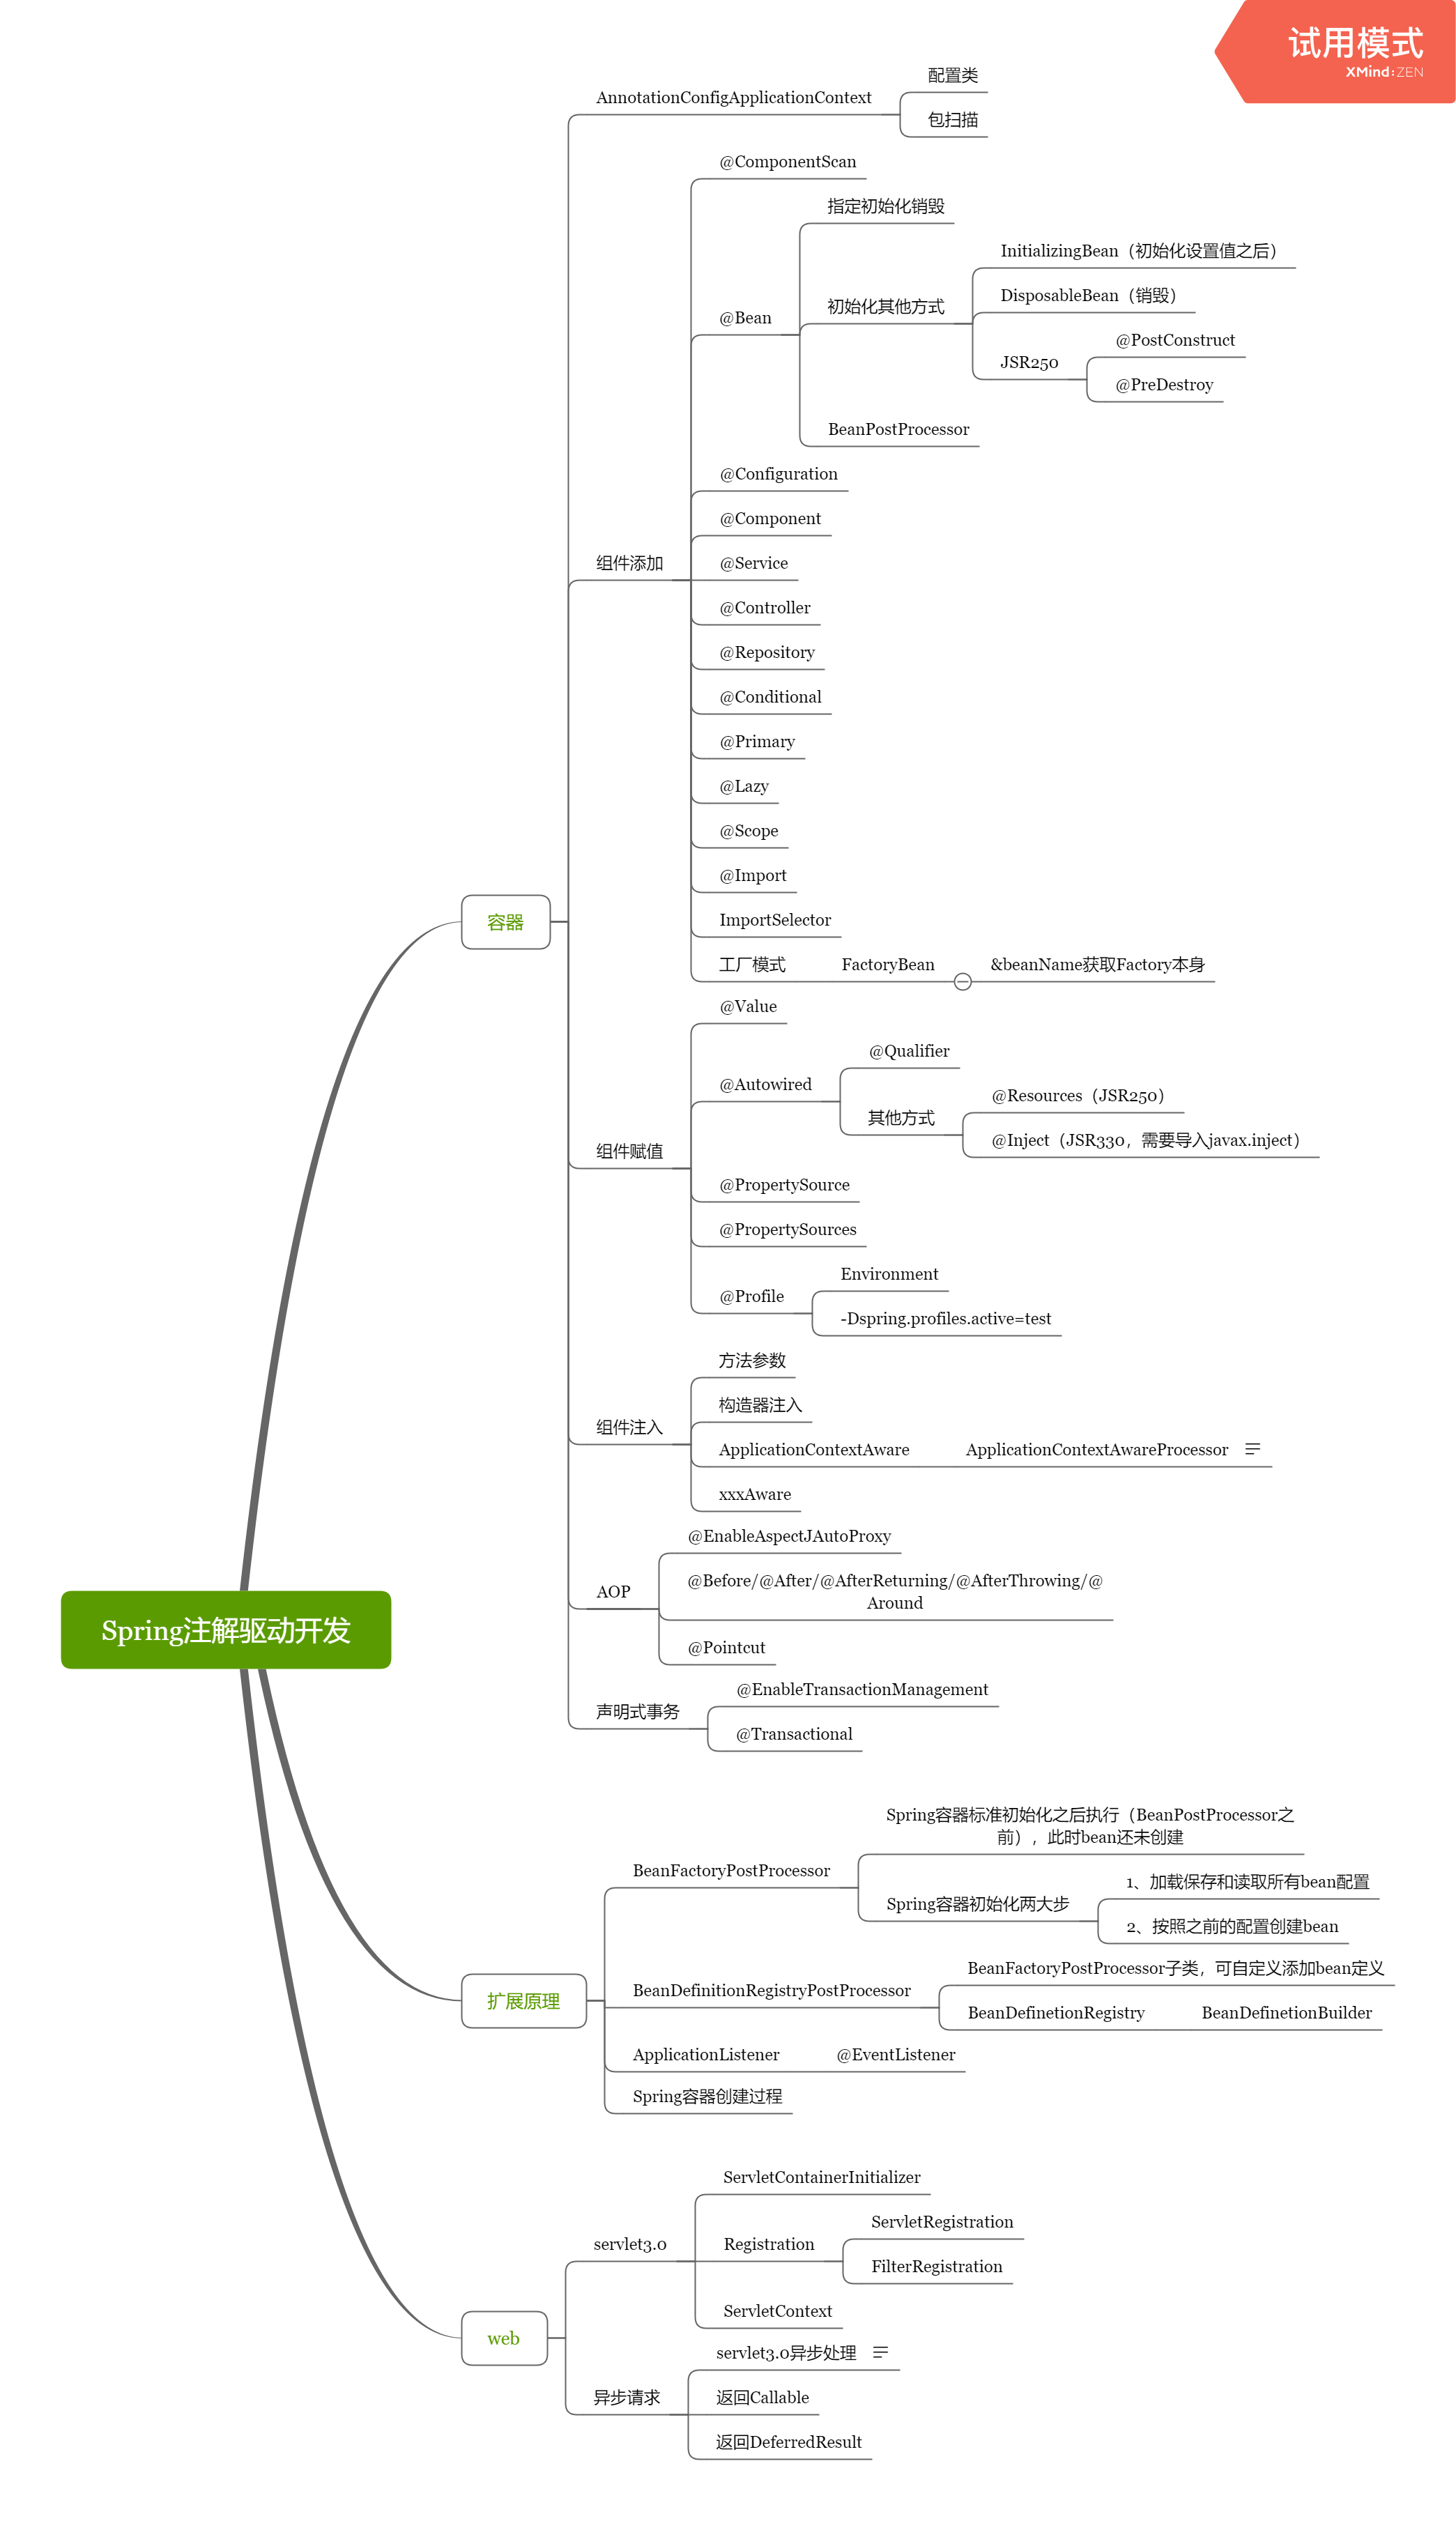 试用模式
XMind:ZEN
Spring注解驱动开发
容器
AnnotationConfigApplicationContext
配置类
包扫描
组件添加
@ComponentScan
@Bean
指定初始化销毁
初始化其他方式
InitializingBean（初始化设置值之后）
DisposableBean（销毁）
JSR250
@PostConstruct
@PreDestroy
BeanPostProcessor
@Configuration
@Component
@Service
@Controller
@Repository
@Conditional
@Primary
@Lazy
@Scope
@Import
ImportSelector
工厂模式
FactoryBean
&beanName获取Factory本身
组件赋值
@Value
@Autowired
@Qualifier
其他方式
@Resources（JSR250）
@Inject（JSR330，需要导入javax.inject）
@PropertySource
@PropertySources
@Profile
Environment
-Dspring.profiles.active=test
组件注入
方法参数
构造器注入
ApplicationContextAware
ApplicationContextAwareProcessor
xxxAware
AOP
@EnableAspectJAutoProxy
@Before/@After/@AfterReturning/@AfterThrowing/@
Around
@Pointcut
声明式事务
@EnableTransactionManagement
@Transactional
扩展原理
BeanFactoryPostProcessor
Spring容器标准初始化之后执行（BeanPostProcessor之
前），此时bean还未创建
Spring容器初始化两大步
1、加载保存和读取所有bean配置
2、按照之前的配置创建bean
BeanDefinitionRegistryPostProcessor
BeanFactoryPostProcessor子类，可自定义添加bean定义
BeanDefinetionRegistry
BeanDefinetionBuilder
ApplicationListener
@EventListener
Spring容器创建过程
web
servlet3.0
ServletContainerInitializer
Registration
ServletRegistration
FilterRegistration
ServletContext
异步请求
servlet3.0异步处理
返回Callable
返回DeferredResult